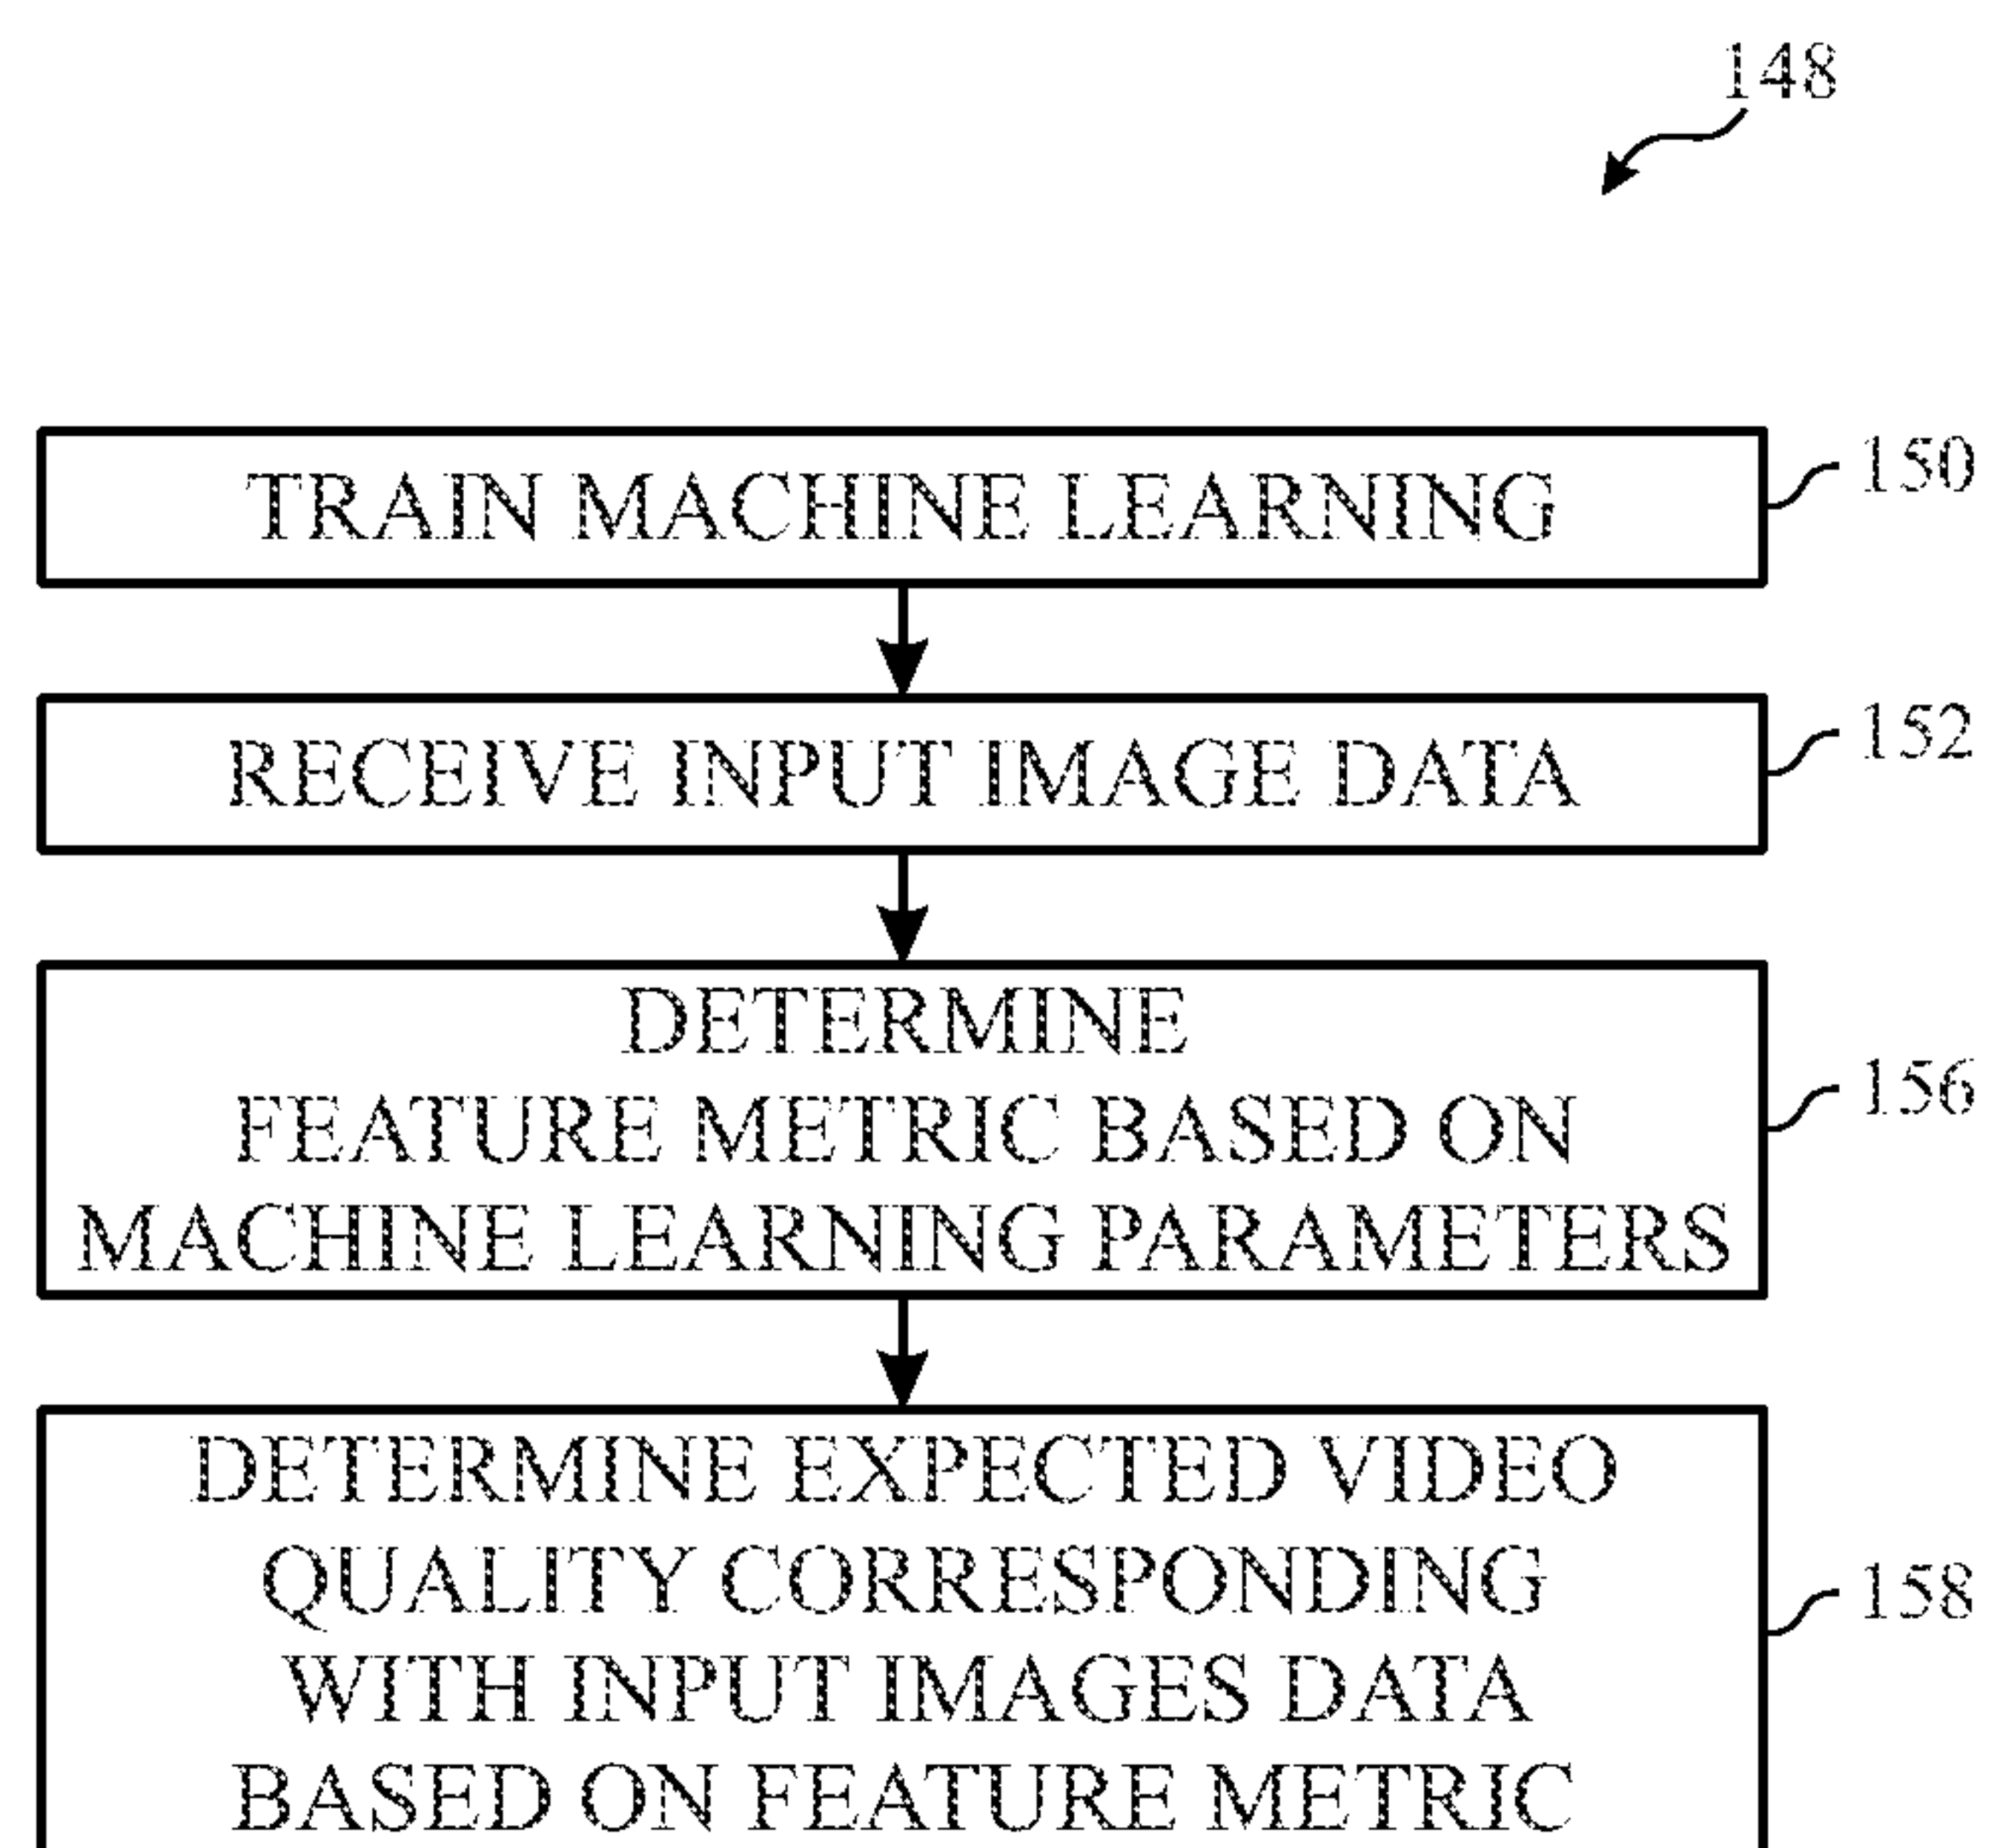 148
TRAIN MACHINE LEARNING
150
RECEIVE INPUT IMAGE DATA
152
DETERMINE
FEATURE METRIC BASED ON
MACHINE LEARNING PARAMETERS
156
DETERMINE EXPECTED VIDEO
QUALITY CORRESPONDING
WITH INPUT IMAGES DATA
BASED ON FEATURE METRIC
158